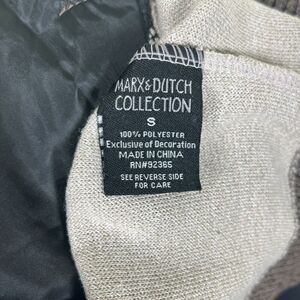 MARX & DUTCH
COLLECTION
S
100% POLYESTER
Exclusive of Decoration
MADE IN CHINA
RN#92365
SEE REVERSE SIDE
FOR CARE